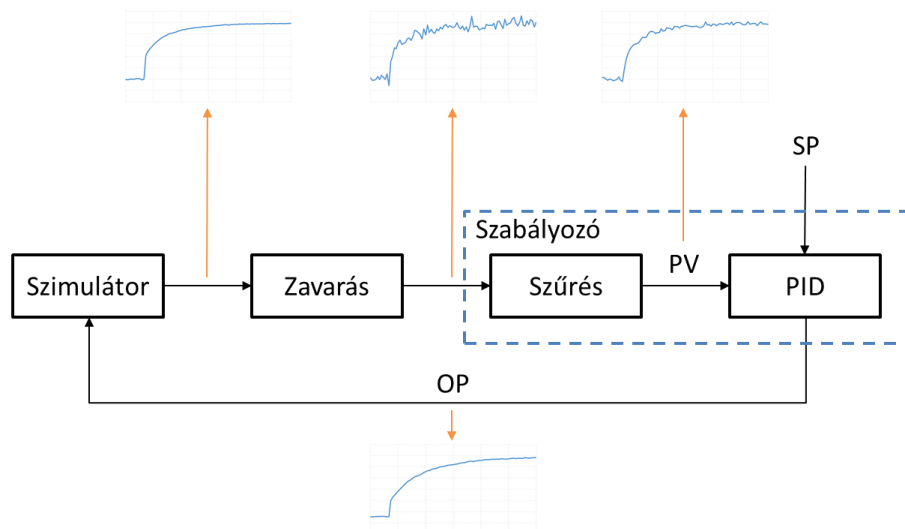 SP
Szabályozó
Szimulátor
Zavarás
Szűrés
PV
PID
OP